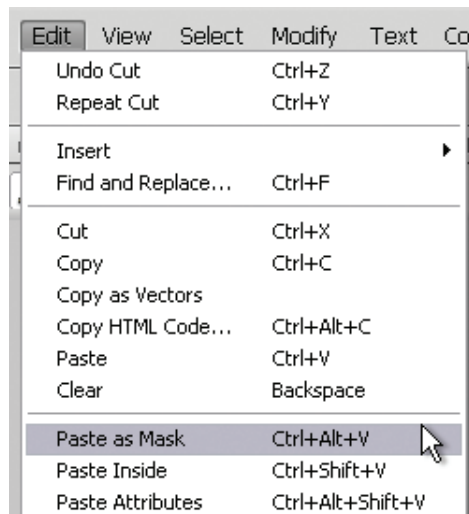 Edit View Select Modify Text Co
Undo Cut Ctrl+Z
Repeat Cut Ctrl+Y
Insert
Find and Replace... Ctrl+F
Cut Ctrl+X
Copy Ctrl+C
Copy as Vectors
Copy HTML Code... Ctrl+Alt+C
Paste Ctrl+V
Clear Backspace
Paste as Mask Ctrl+Alt+V
Paste Inside Ctrl+Shift+V
Paste Attributes Ctrl+Alt+Shift+V